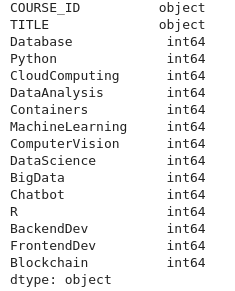 COURSE_ID object
TITLE object
Database int64
Python int64
CloudComputing int64
DataAnalysis int64
Containers int64
MachineLearning int64
ComputerVision int64
DataScience int64
BigData int64
Chatbot int64
R int64
BackendDev int64
FrontendDev int64
Blockchain int64
dtype: object